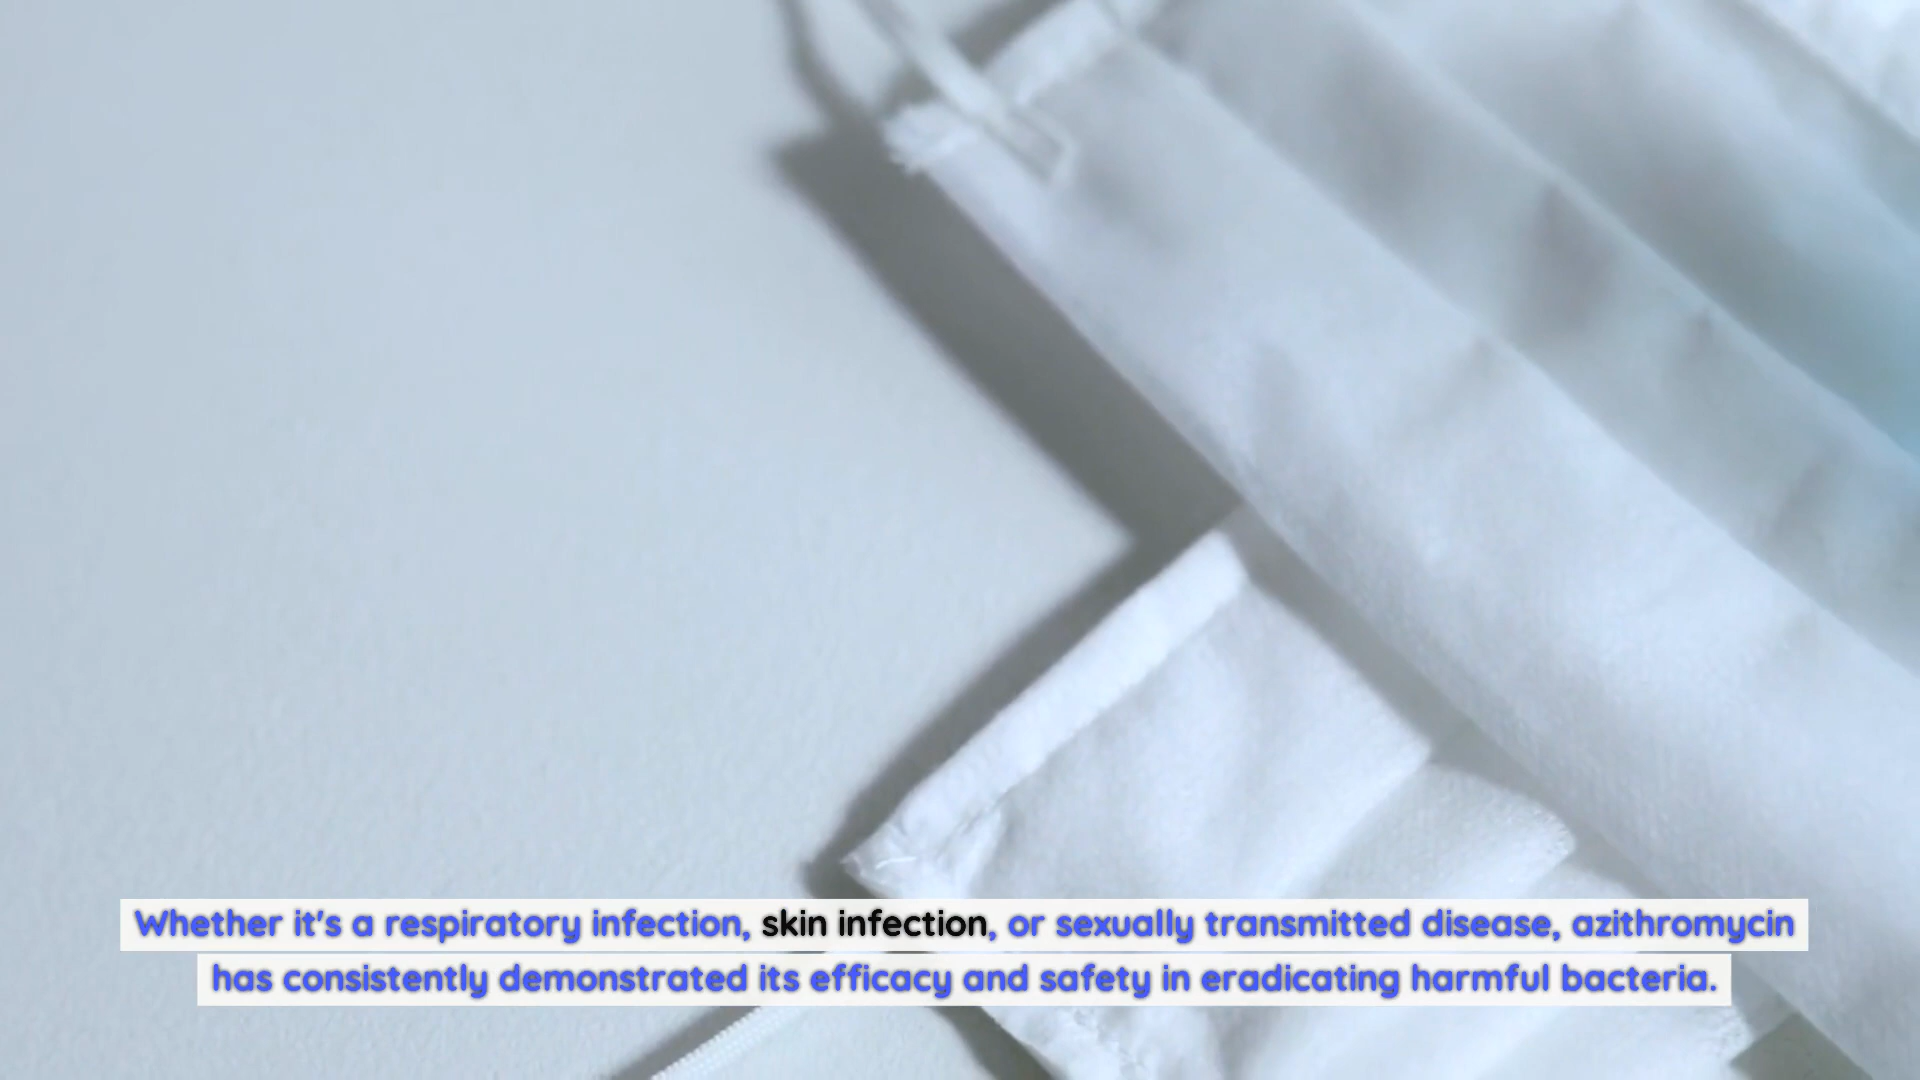 Whether it's a respiratory infection, skin infection, or sexually transmitted disease, azithromycin
has consistently demonstrated its efficacy and safety in eradicating harmful bacteria.